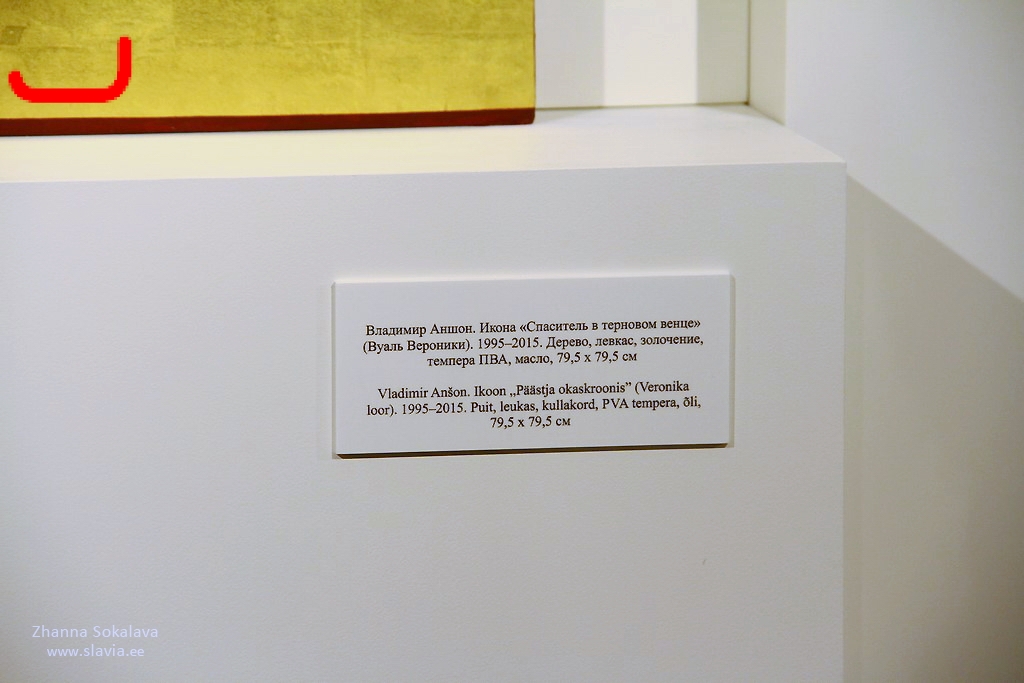 Владимир Аншон. Икона «Спаситель в терновом венце»
(Вуаль Вероники). 1995–2015. Дерево, левкас, золочение,
темпера ПВА, масло, 79,5 х 79,5 см
Vladimir Anšon. Ikoon „Päästja okaskroonis” (Veronika
loor). 1995–2015. Puit, leukas, kullakord, PVA tempera, õli,
79,5 x 79,5 см
Zhanna Sokalava
www.slavia.ee